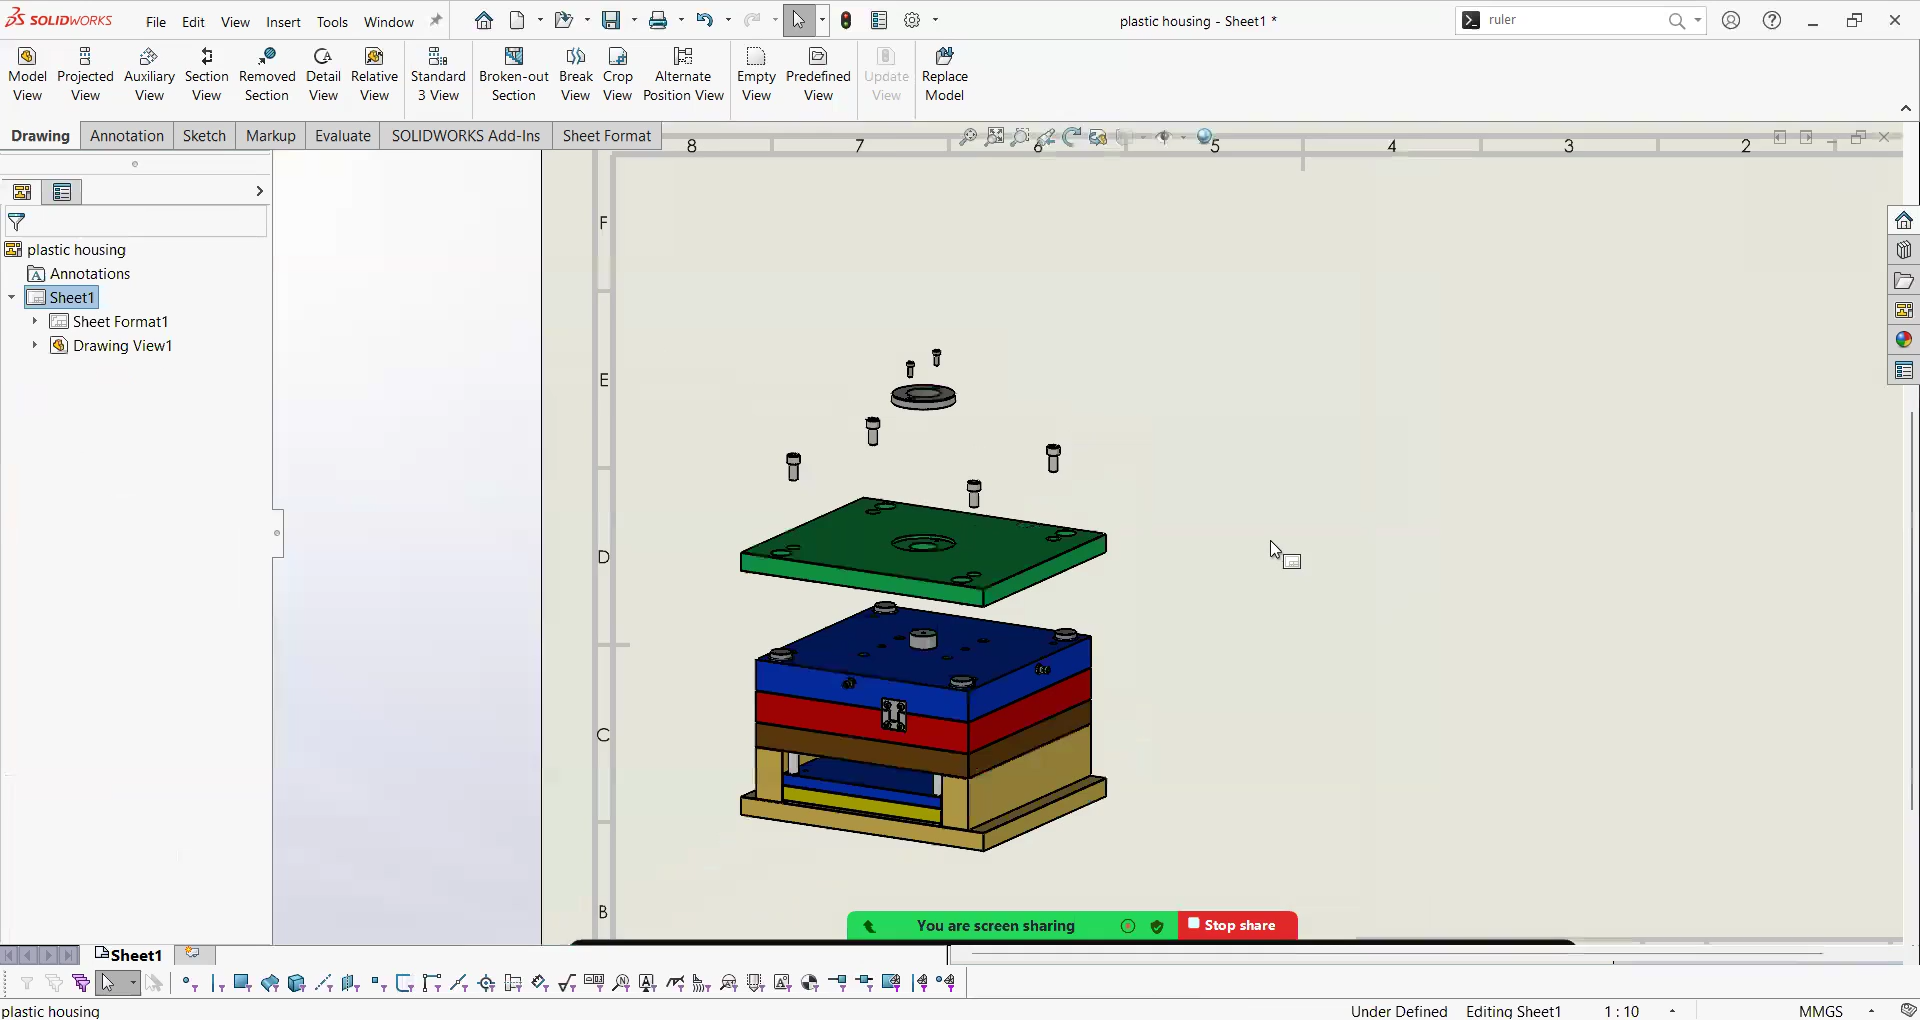 SOLIDWORKS File Edit View Insert Tools Window plastic housing - Sheet1 * ruler
Model View
Projected View
Auxiliary View
Section View
Removed Section
Detail View
Relative View
Standard 3 View
Broken-out Section
Break View
Crop View
Alternate Position View
Empty View
Predefined View
Update View
Replace Model
Drawing Annotation Sketch Markup Evaluate SOLIDWORKS Add-Ins Sheet Format
8 7 6 5 4 3 2
plastic housing
Annotations
Sheet1
Sheet Format1
Drawing View1
F
E
D
C
B
You are screen sharing Stop share
Sheet1
plastic housing Under Defined Editing Sheet1 1 : 10 MMGS